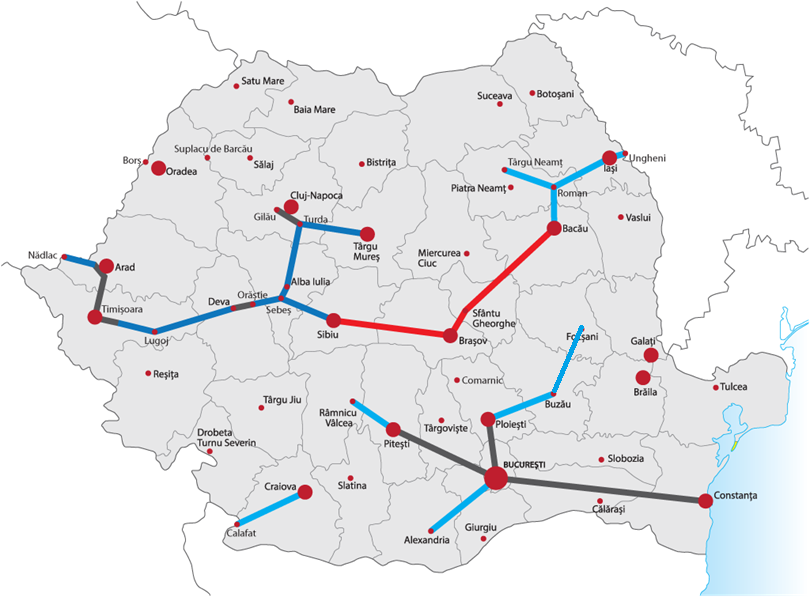 Satu Mare
Baia Mare
Suceava
Botoșani
Suplacu de Barcău
Borș
Oradea
Sălaj
Bistrița
Târgu Neamț
Iași
Ungheni
Piatra Neamț
Roman
Cluj-Napoca
Gilău
Turda
Târgu
Mureș
Vaslui
Bacău
Miercurea
Ciuc
Nădlac
Arad
Alba Iulia
Orăștie
Deva
Sebeș
Timișoara
Lugoj
Sibiu
Sfântu
Gheorghe
Brașov
Focșani
Galați
Reșița
Comarnic
Brăila
Tulcea
Târgu Jiu
Râmnicu
Vâlcea
Buzău
Târgoviște
Ploiești
Pitești
Drobeta
Turnu Severin
BUCUREȘTI
Slobozia
Craiova
Slatina
Constanța
Călărași
Calafat
Alexandria
Giurgiu